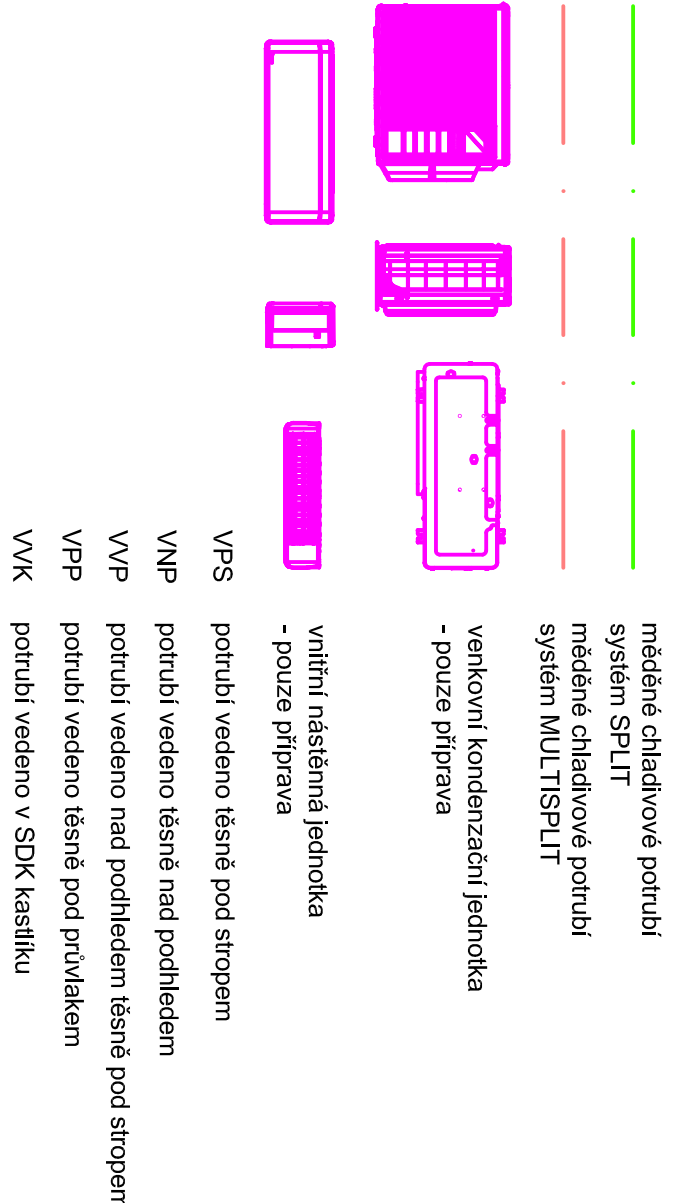 měděné chladivové potrubí
systém SPLIT
měděné chladivové potrubí
systém MULTISPLIT
venkovní kondenzační jednotka
- pouze příprava
vnitřní nástěnná jednotka
- pouze příprava
VPS potrubí vedeno těsně pod stropem
VNP potrubí vedeno těsně nad podhledem
VVP potrubí vedeno nad podhledem těsně pod stropem
VPP potrubí vedeno těsně pod průvlakem
VVK potrubí vedeno v SDK kastlíku